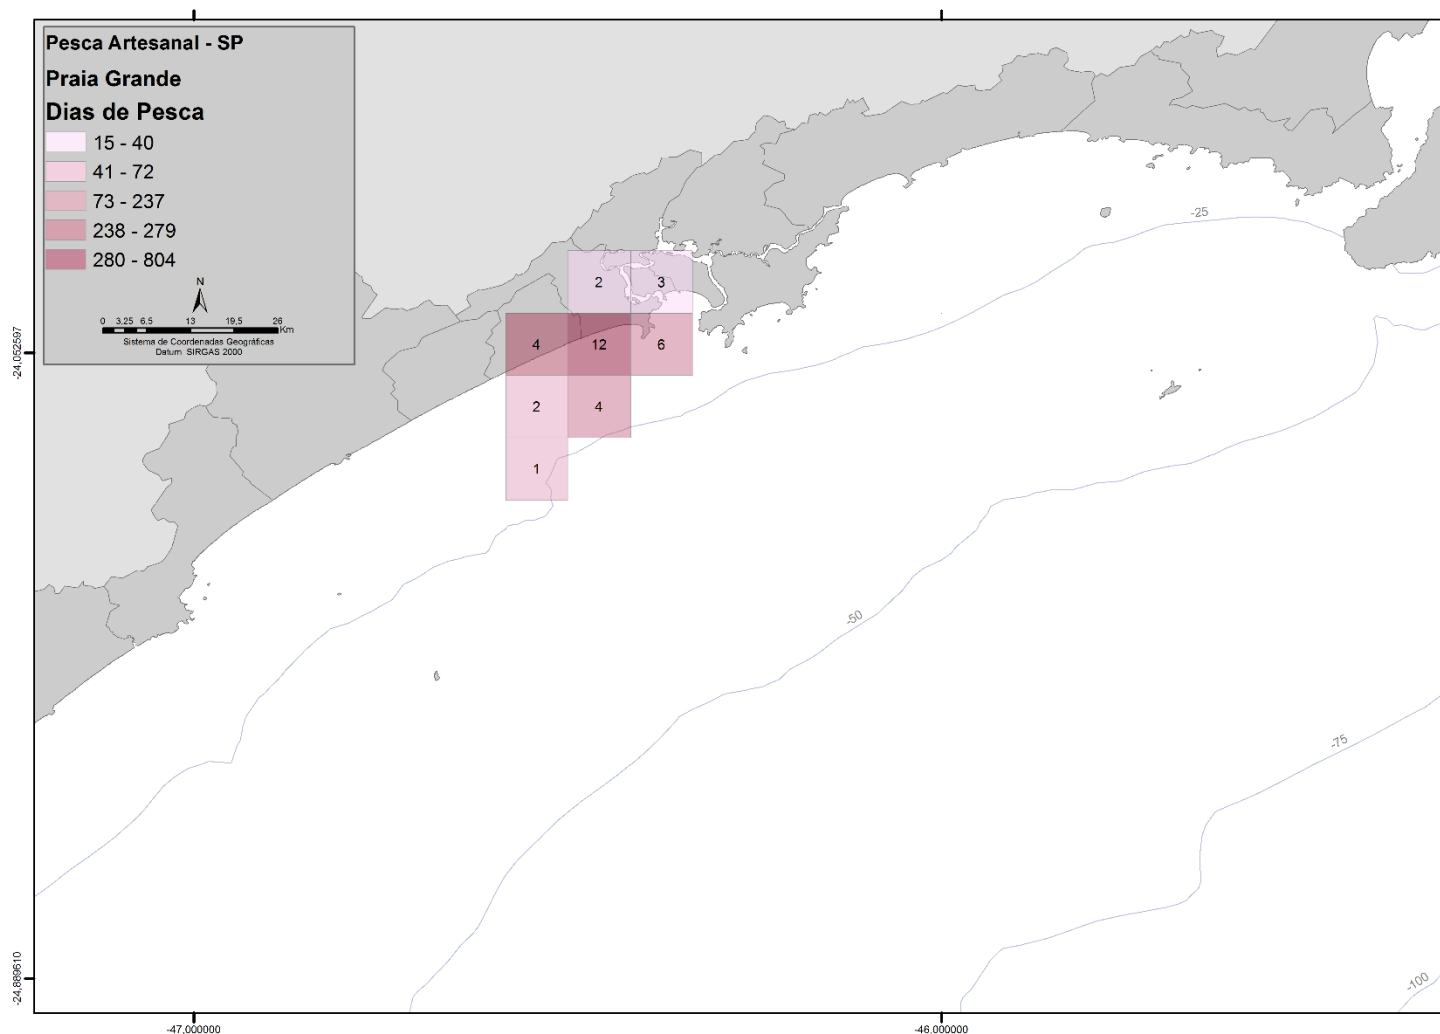 Pesca Artesanal - SP
Praia Grande
Dias de Pesca
15 - 40
41 - 72
73 - 237
238 - 279
280 - 804
N
0 3,25 6,5 13 19,5 26
Km
Sistema de Coordenadas Geográficas
Datum SIRGAS 2000
-25
2 3
4 12 6
2 4
1
-50
-75
-100
-24,052597
-24,889610
-47,000000
-46,000000